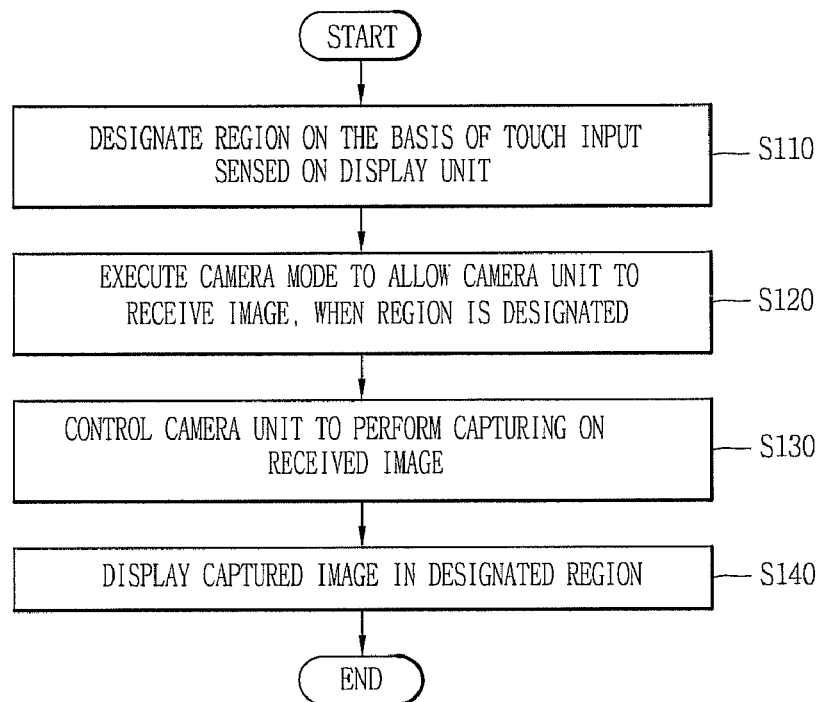 START
DESIGNATE REGION ON THE BASIS OF TOUCH INPUT
SENSED ON DISPLAY UNIT
S110
EXECUTE CAMERA MODE TO ALLOW CAMERA UNIT TO
RECEIVE IMAGE, WHEN REGION IS DESIGNATED
S120
CONTROL CAMERA UNIT TO PERFORM CAPTURING ON
RECEIVED IMAGE
S130
DISPLAY CAPTURED IMAGE IN DESIGNATED REGION
S140
END